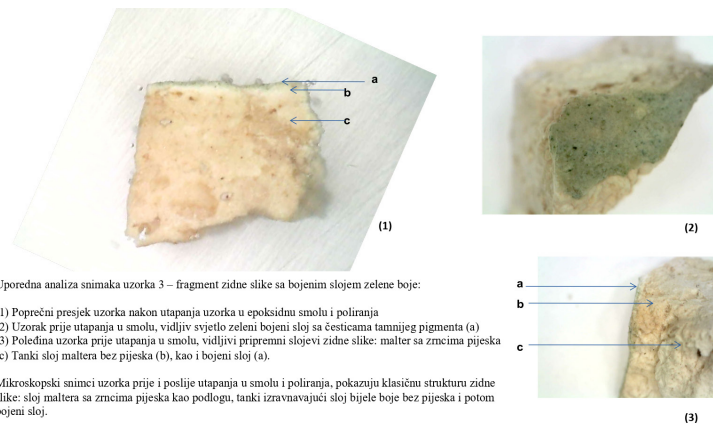 a
b
c
(1)
(2)
Uporedna analiza snimaka uzorka 3 – fragment zidne slike sa bojenim slojem zelene boje:
1) Poprečni presjek uzorka nakon utapanja uzorka u epoksidnu smolu i poliranja
2) Uzorak prije utapanja u smolu, vidljiv svjetlo zeleni bojeni sloj sa česticama tamnijeg pigmenta (a)
3) Poleđina uzorka prije utapanja u smolu, vidljivi pripremni slojevi zidne slike: malter sa zrncima pijeska
c) Tanki sloj maltera bez pijeska (b), kao i bojeni sloj (a).
Mikroskopski snimci uzorka prije i poslije utapanja u smolu i poliranja, pokazuju klasičnu strukturu zidne
slike: sloj maltera sa zrncima pijeska kao podlogu, tanki izravnavajući sloj bijele boje bez pijeska i potom
bojeni sloj.
a
b
c
(3)